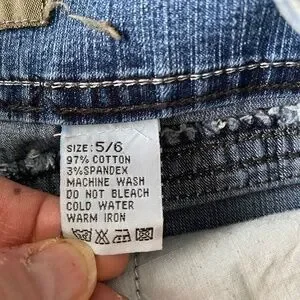 SIZE: 5/6
97% COTTON
3% SPANDEX
MACHINE WASH
DO NOT BLEACH
COLD WATER
WARM IRON